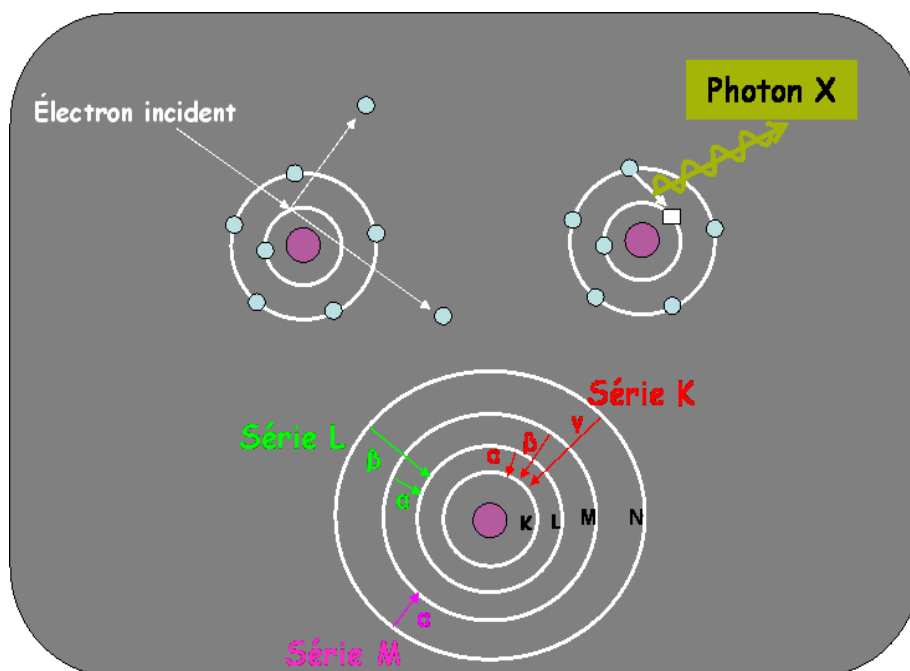 Électron incident
Photon X
Série K
Série L
γ
β
α
β
α
K L M N
α
Série M